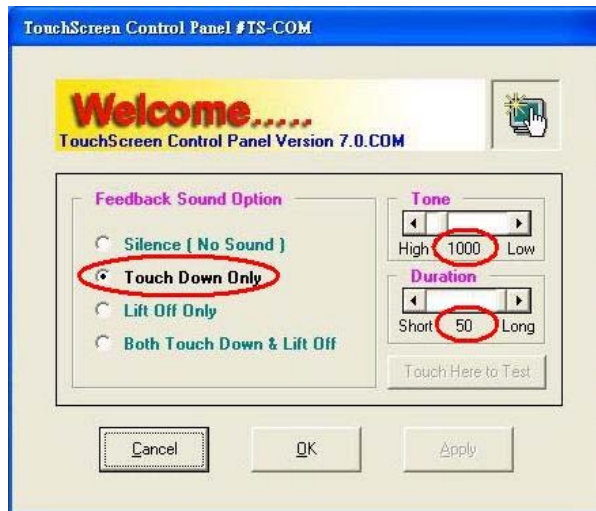 TouchScreen Control Panel #TS-COM
Welcome.....
TouchScreen Control Panel Version 7.0.COM
Feedback Sound Option
Silence ( No Sound )
Touch Down Only
Lift Off Only
Both Touch Down & Lift Off
Tone
High 1000 Low
Duration
Short 50 Long
Touch Here to Test
Cancel OK Apply